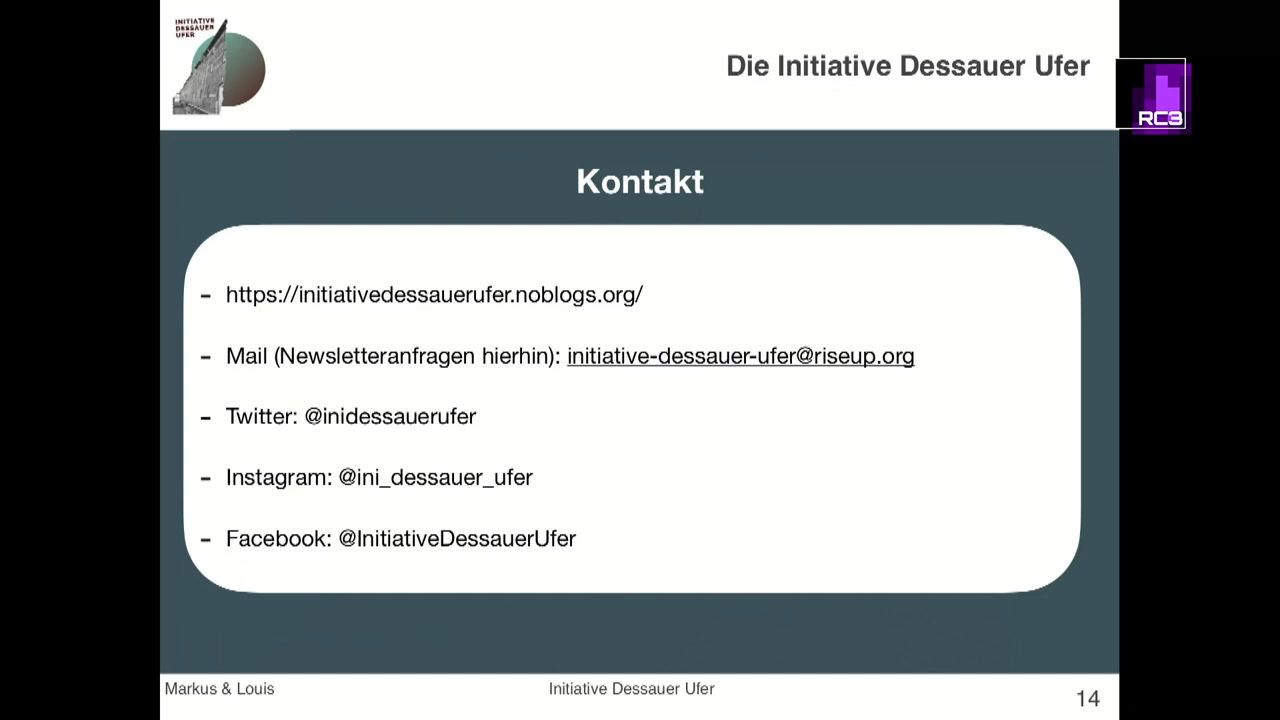 INITIATIVE
DESSAUER
UFER
Die Initiative Dessauer Ufer
RC3
Kontakt
- https://initiativedessauerufer.noblogs.org/
- Mail (Newsletteranfragen hierhin): initiative-dessauer-ufer@riseup.org
- Twitter: @inidessauerufer
- Instagram: @ini_dessauer_ufer
- Facebook: @InitiativeDessauerUfer
Markus & Louis
Initiative Dessauer Ufer
14